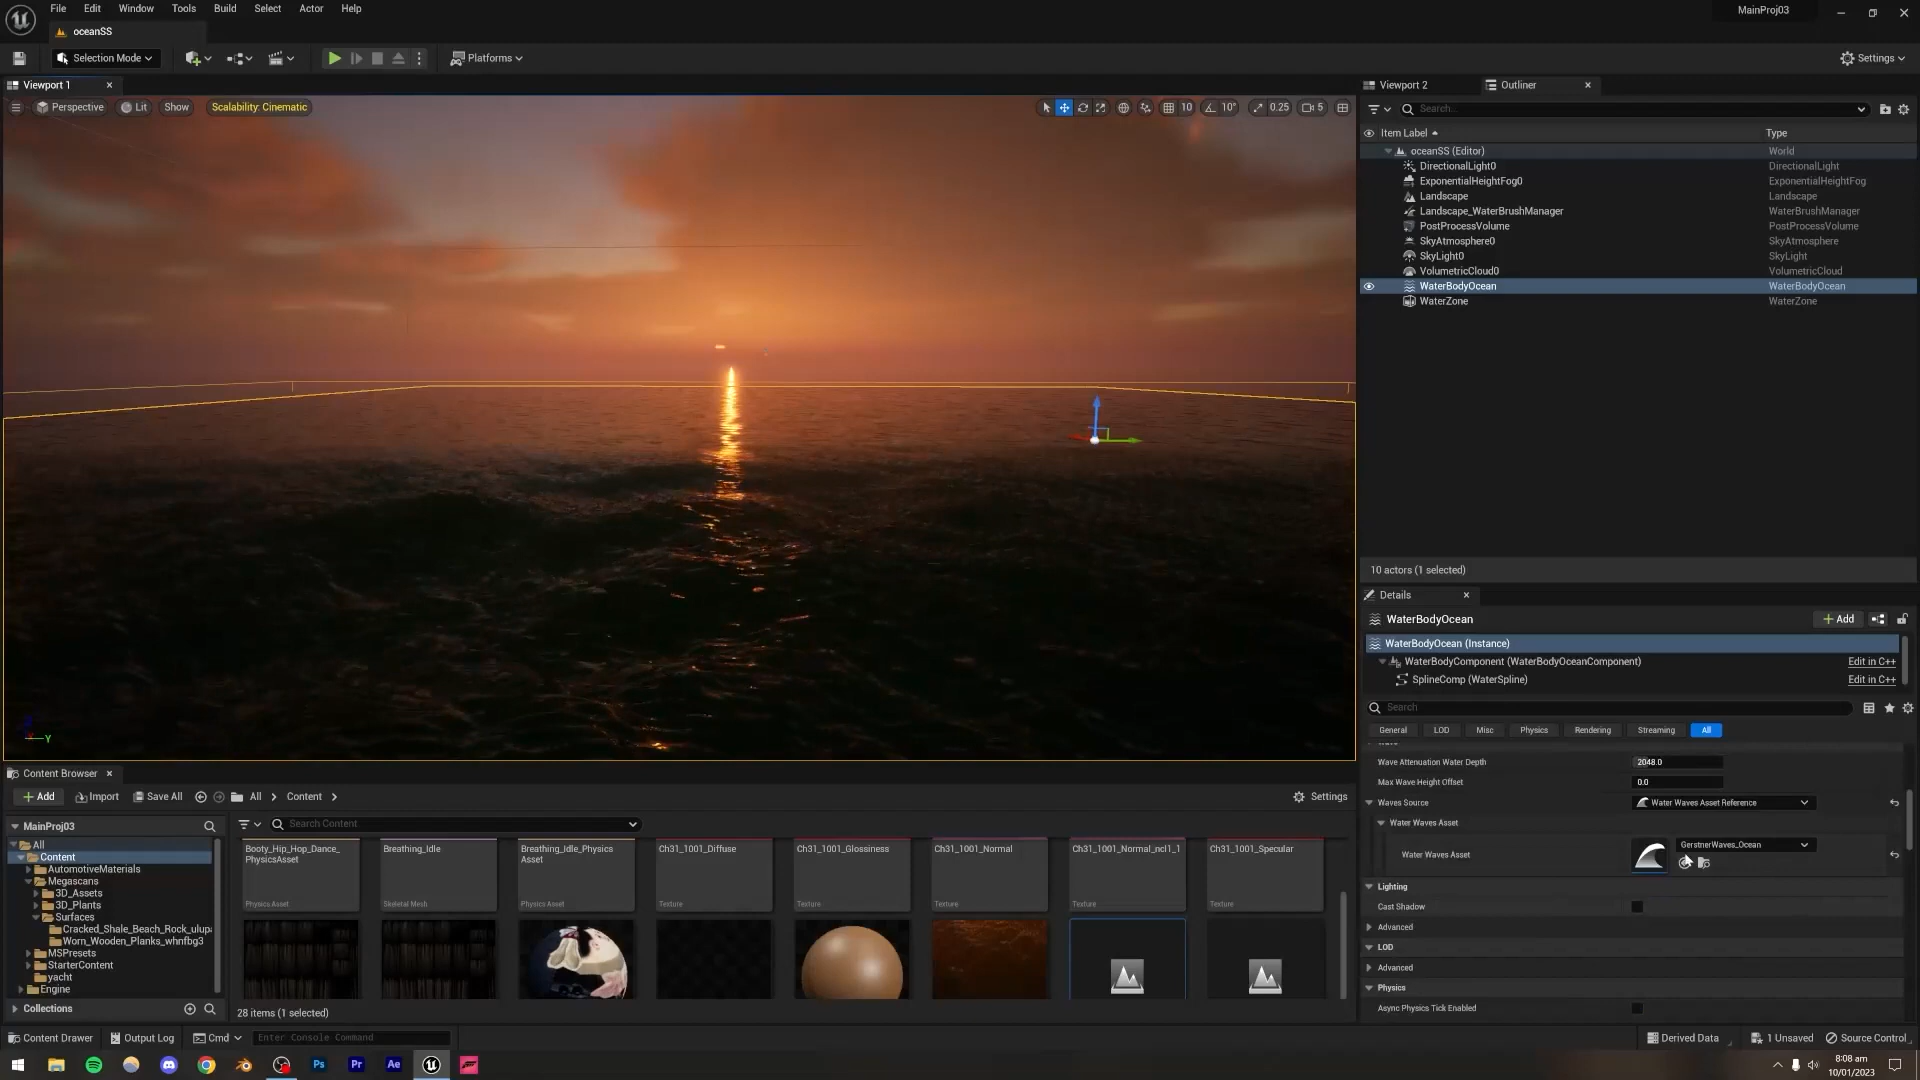 File Edit Window Tools Build Select Actor Help
MainProj03
oceanSS
Selection Mode
Platforms
Settings
Viewport 1
Perspective Lit Show Scalability: Cinematic
10 10° 0.25 5
Viewport 2 Outliner
Search...
Item Label Type
oceanSS (Editor) World
DirectionalLight0 DirectionalLight
ExponentialHeightFog0 ExponentialHeightFog
Landscape Landscape
Landscape_WaterBrushManager WaterBrushManager
PostProcessVolume PostProcessVolume
SkyAtmosphere0 SkyAtmosphere
SkyLight0 SkyLight
VolumetricCloud0 VolumetricCloud
WaterBodyOcean WaterBodyOcean
WaterZone WaterZone
10 actors (1 selected)
Details
WaterBodyOcean
Add
WaterBodyOcean (Instance)
WaterBodyComponent (WaterBodyOceanComponent) Edit in C++
SplineComp (WaterSpline) Edit in C++
Search
General LOD Misc Physics Rendering Streaming All
Wave Attenuation Water Depth 2048.0
Max Wave Height Offset 0.0
Waves Source Water Waves Asset Reference
Water Waves Asset
Water Waves Asset GerstnerWaves_Ocean
Lighting
Cast Shadow
Advanced
LOD
Advanced
Physics
Async Physics Tick Enabled
Y
Content Browser
Add Import Save All All Content Settings
MainProj03
Search Content
All
Content
AutomotiveMaterials
Megascans
3D_Assets
3D_Plants
Surfaces
Cracked_Shale_Beach_Rock_ulupa
Worn_Wooden_Planks_whnfbg3
MSPresets
StarterContent
yacht
Engine
Collections
Booty_Hip_Hop_Dance_
PhysicsAsset
Physics Asset
Breathing_Idle
Skeletal Mesh
Breathing_Idle_Physics
Asset
Physics Asset
Ch31_1001_Diffuse
Texture
Ch31_1001_Glossiness
Texture
Ch31_1001_Normal
Texture
Ch31_1001_Normal_ncl1_1
Texture
Ch31_1001_Specular
Texture
28 items (1 selected)
Content Drawer Output Log Cmd Enter Console Command
Derived Data 1 Unsaved Source Control
Ps Pr Ae
8:08 am
10/01/2023